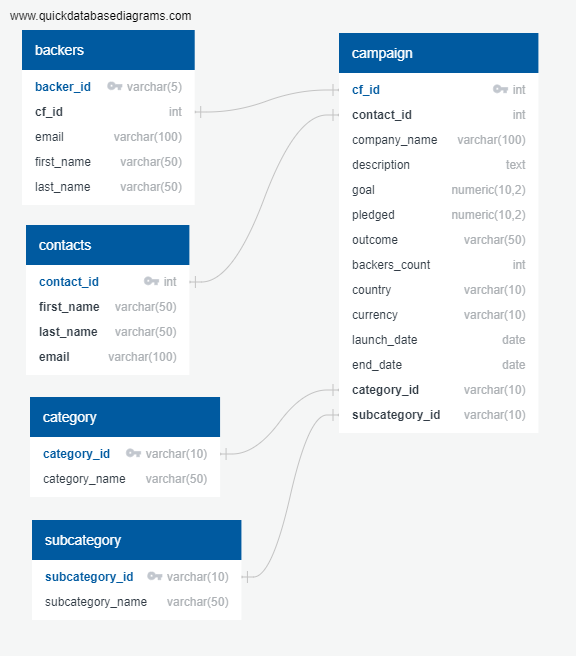 www.quickdatabasediagrams.com
backers
backer_id varchar(5)
cf_id int
email varchar(100)
first_name varchar(50)
last_name varchar(50)
contacts
contact_id int
first_name varchar(50)
last_name varchar(50)
email varchar(100)
category
category_id varchar(10)
category_name varchar(50)
subcategory
subcategory_id varchar(10)
subcategory_name varchar(50)
campaign
cf_id int
contact_id int
company_name varchar(100)
description text
goal numeric(10,2)
pledged numeric(10,2)
outcome varchar(50)
backers_count int
country varchar(10)
currency varchar(10)
launch_date date
end_date date
category_id varchar(10)
subcategory_id varchar(10)